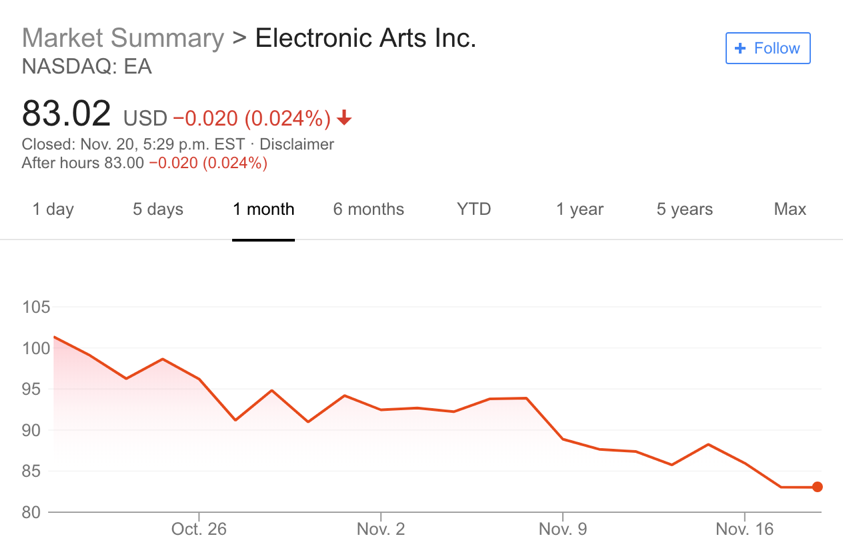 Market Summary > Electronic Arts Inc.
NASDAQ: EA
+ Follow
83.02 USD −0.020 (0.024%)
Closed: Nov. 20, 5:29 p.m. EST · Disclaimer
After hours 83.00 −0.020 (0.024%)
1 day 5 days 1 month 6 months YTD 1 year 5 years Max
105
100
95
90
85
80
Oct. 26 Nov. 2 Nov. 9 Nov. 16